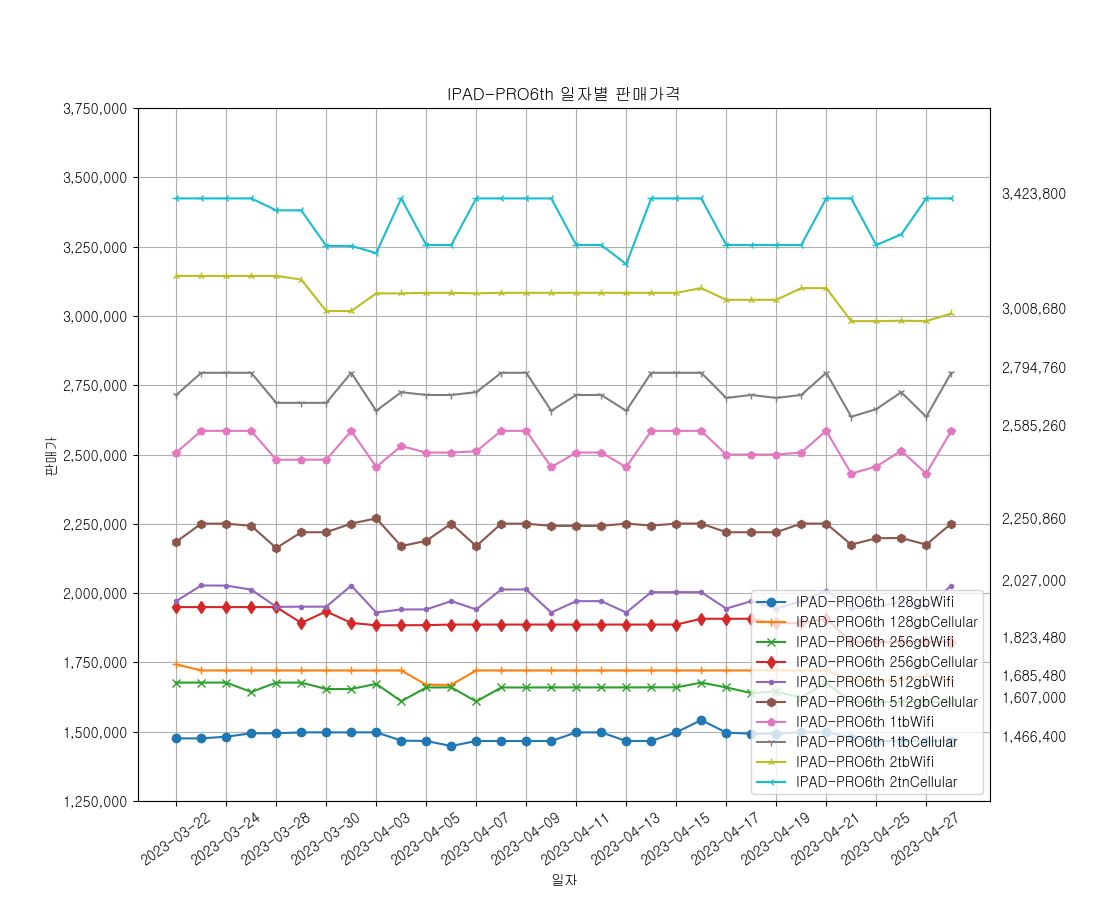 IPAD-PRO6th 일자별 판매가격
3,750,000
3,500,000
3,250,000
3,000,000
2,750,000
2,500,000
2,250,000
2,000,000
1,750,000
1,500,000
1,250,000
판매가
3,423,800
3,008,680
2,794,760
2,585,260
2,250,860
2,027,000
1,823,480
1,685,480
1,607,000
1,466,400
IPAD-PRO6th 128gbWifi
IPAD-PRO6th 128gbCellular
IPAD-PRO6th 256gbWifi
IPAD-PRO6th 256gbCellular
IPAD-PRO6th 512gbWifi
IPAD-PRO6th 512gbCellular
IPAD-PRO6th 1tbWifi
IPAD-PRO6th 1tbCellular
IPAD-PRO6th 2tbWifi
IPAD-PRO6th 2tnCellular
2023-03-22
2023-03-24
2023-03-28
2023-03-30
2023-04-03
2023-04-05
2023-04-07
2023-04-09
2023-04-11
2023-04-13
2023-04-15
2023-04-17
2023-04-19
2023-04-21
2023-04-25
2023-04-27
일자